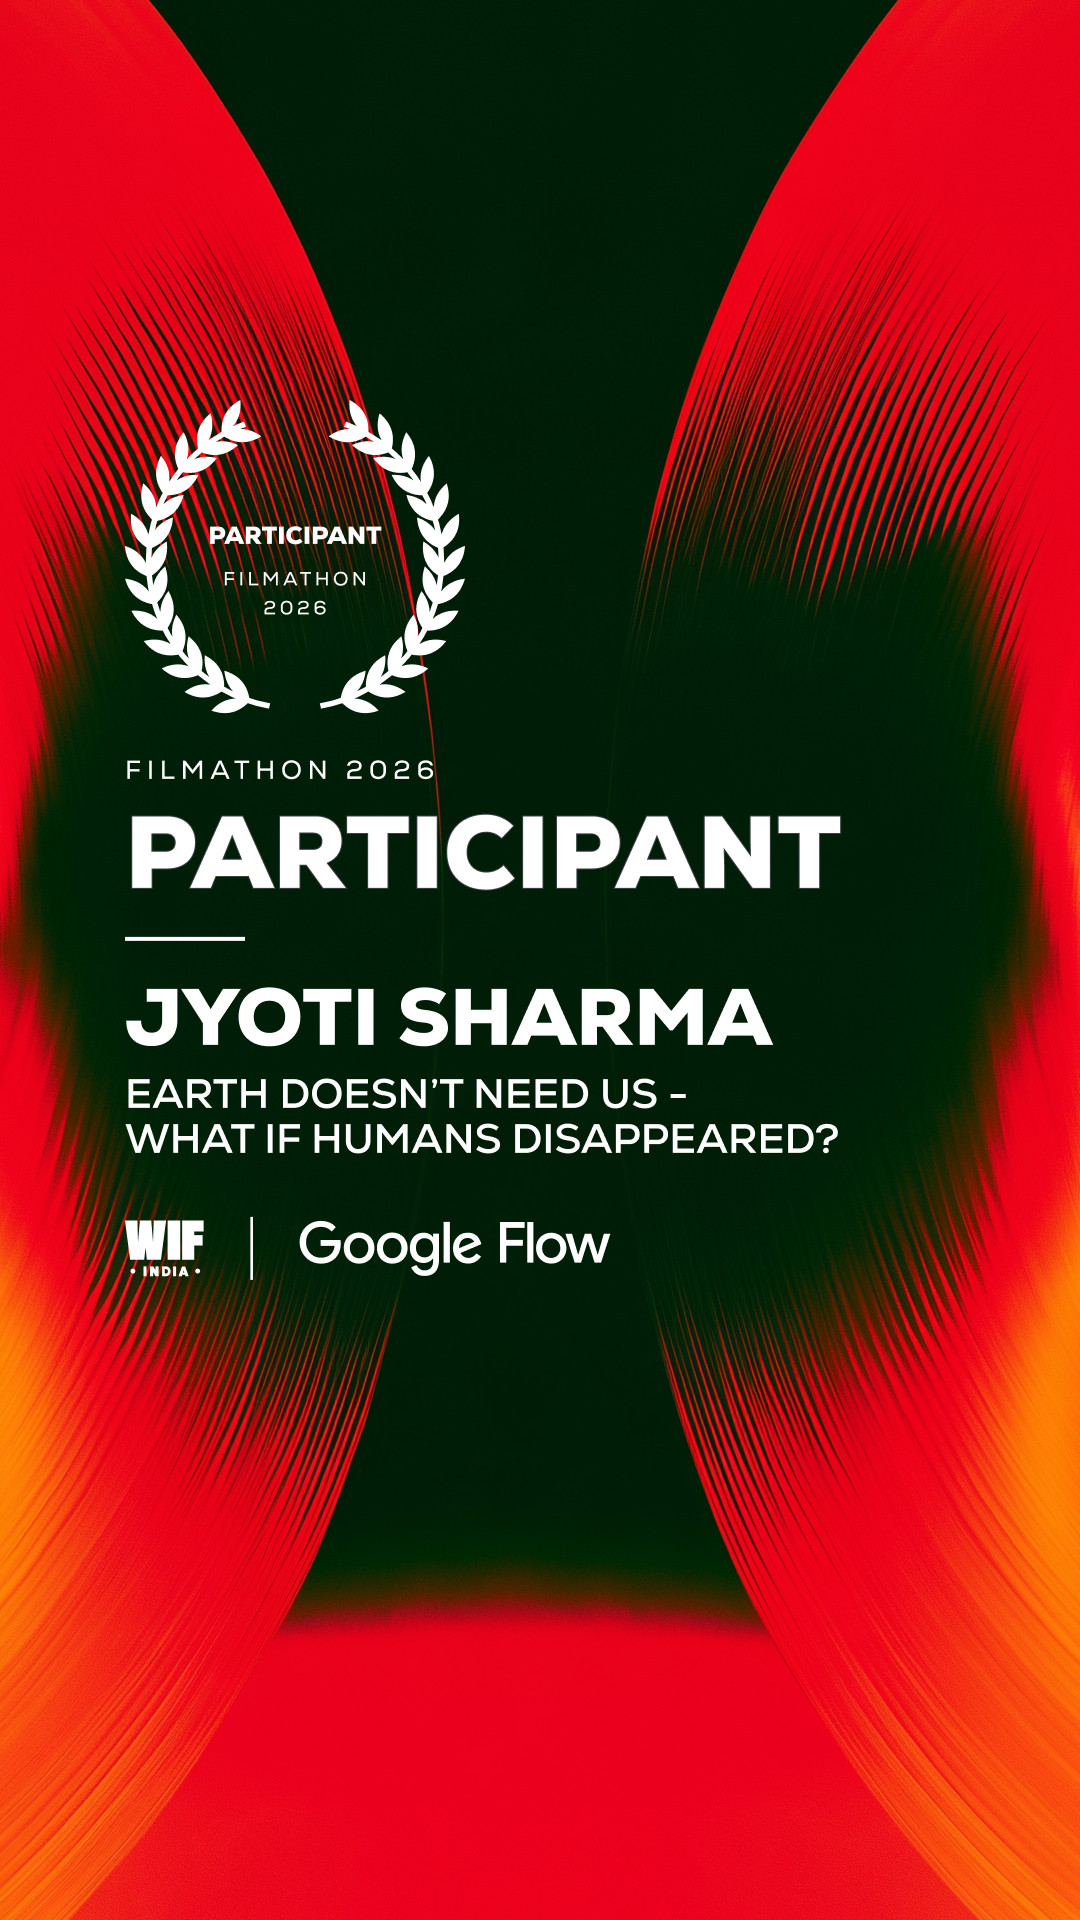 PARTICIPANT
FILMATHON
2026
FILMATHON 2026
PARTICIPANT
JYOTI SHARMA
EARTH DOESN’T NEED US –
WHAT IF HUMANS DISAPPEARED?
WIF
• INDIA •
Google Flow